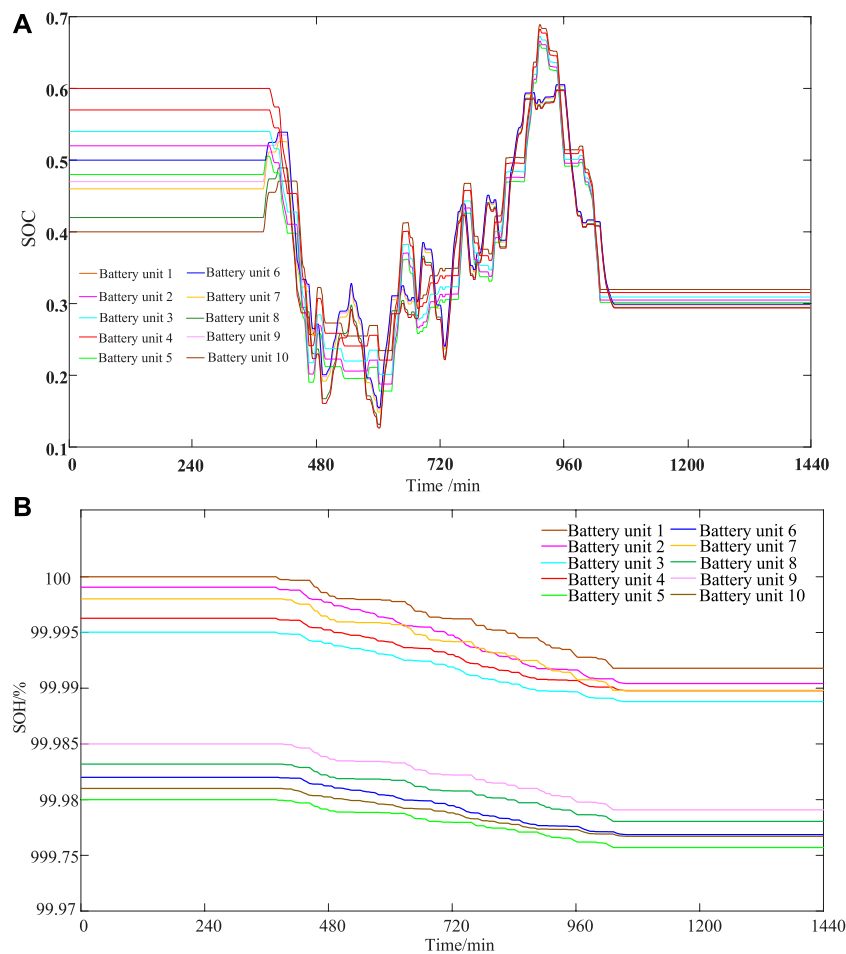 A
0.7
0.6
0.5
0.4
0.3
0.2
0.1
SOC
Battery unit 1
Battery unit 2
Battery unit 3
Battery unit 4
Battery unit 5
Battery unit 6
Battery unit 7
Battery unit 8
Battery unit 9
Battery unit 10
0 240 480 720 960 1200 1440
Time /min
B
100
99.995
99.99
99.985
99.98
999.75
99.97
SOH/%
Battery unit 1
Battery unit 2
Battery unit 3
Battery unit 4
Battery unit 5
Battery unit 6
Battery unit 7
Battery unit 8
Battery unit 9
Battery unit 10
0 240 480 720 960 1200 1440
Time/min